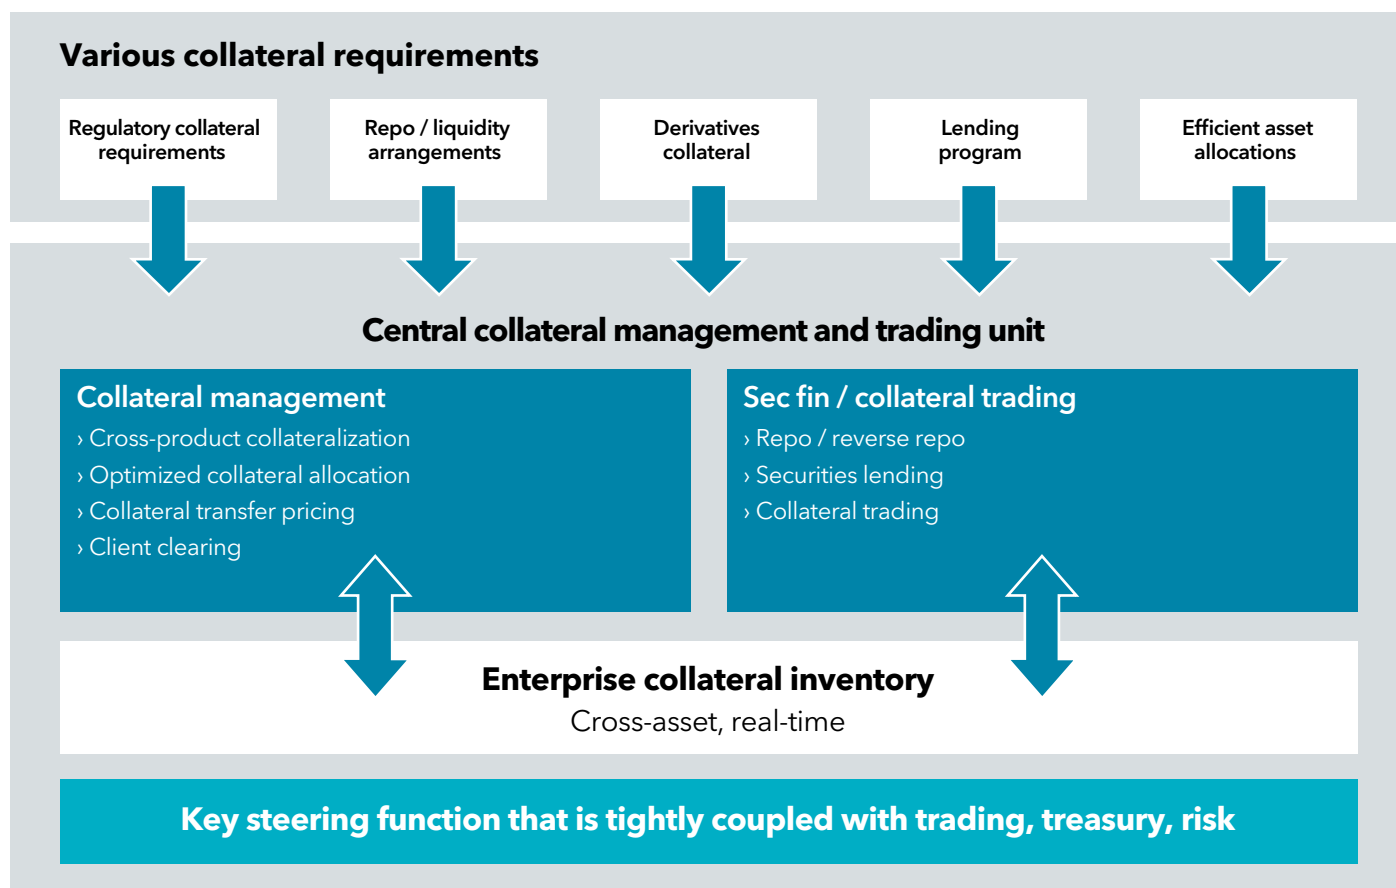 Various collateral requirements
Regulatory collateral
requirements
Repo / liquidity
arrangements
Derivatives
collateral
Lending
program
Efficient asset
allocations
Central collateral management and trading unit
Collateral management
› Cross-product collateralization
› Optimized collateral allocation
› Collateral transfer pricing
› Client clearing
Sec fin / collateral trading
› Repo / reverse repo
› Securities lending
› Collateral trading
Enterprise collateral inventory
Cross-asset, real-time
Key steering function that is tightly coupled with trading, treasury, risk